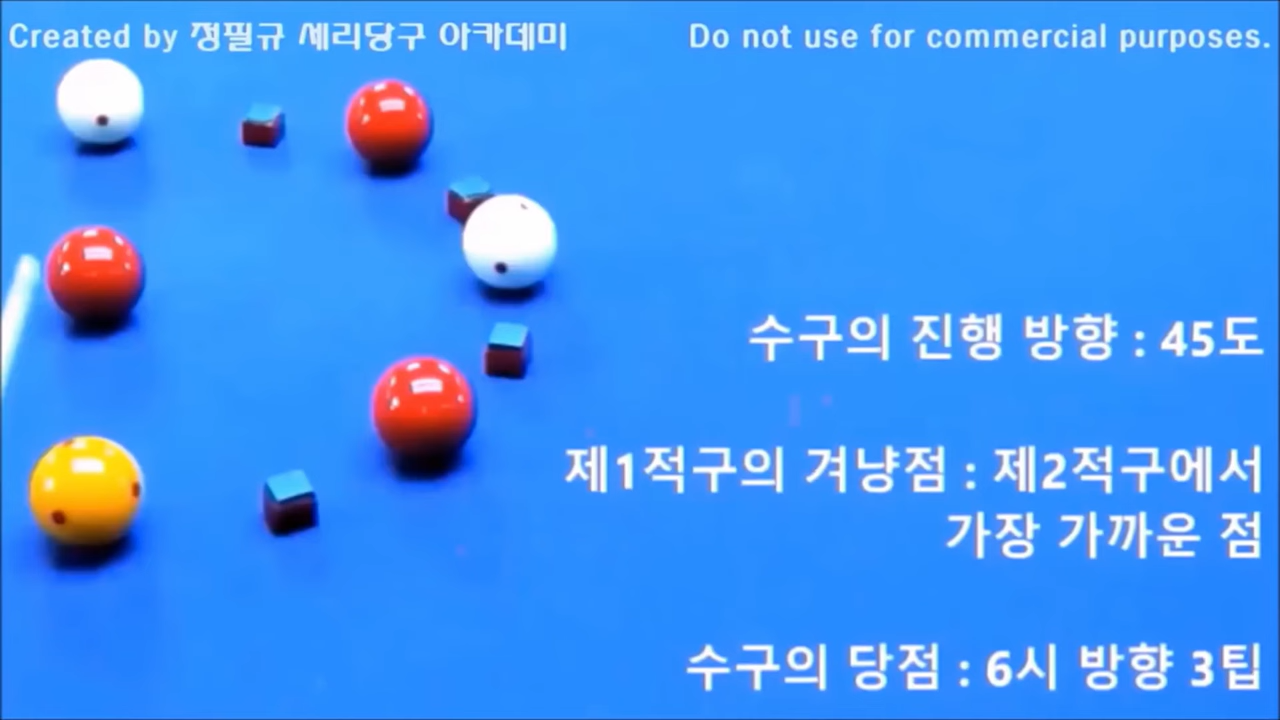 Created by 정필규 세리당구 아카데미 Do not use for commercial purposes.
수구의 진행 방향 : 45도
제1적구의 겨냥점 : 제2적구에서
가장 가까운 점
수구의 당점 : 6시 방향 3팁